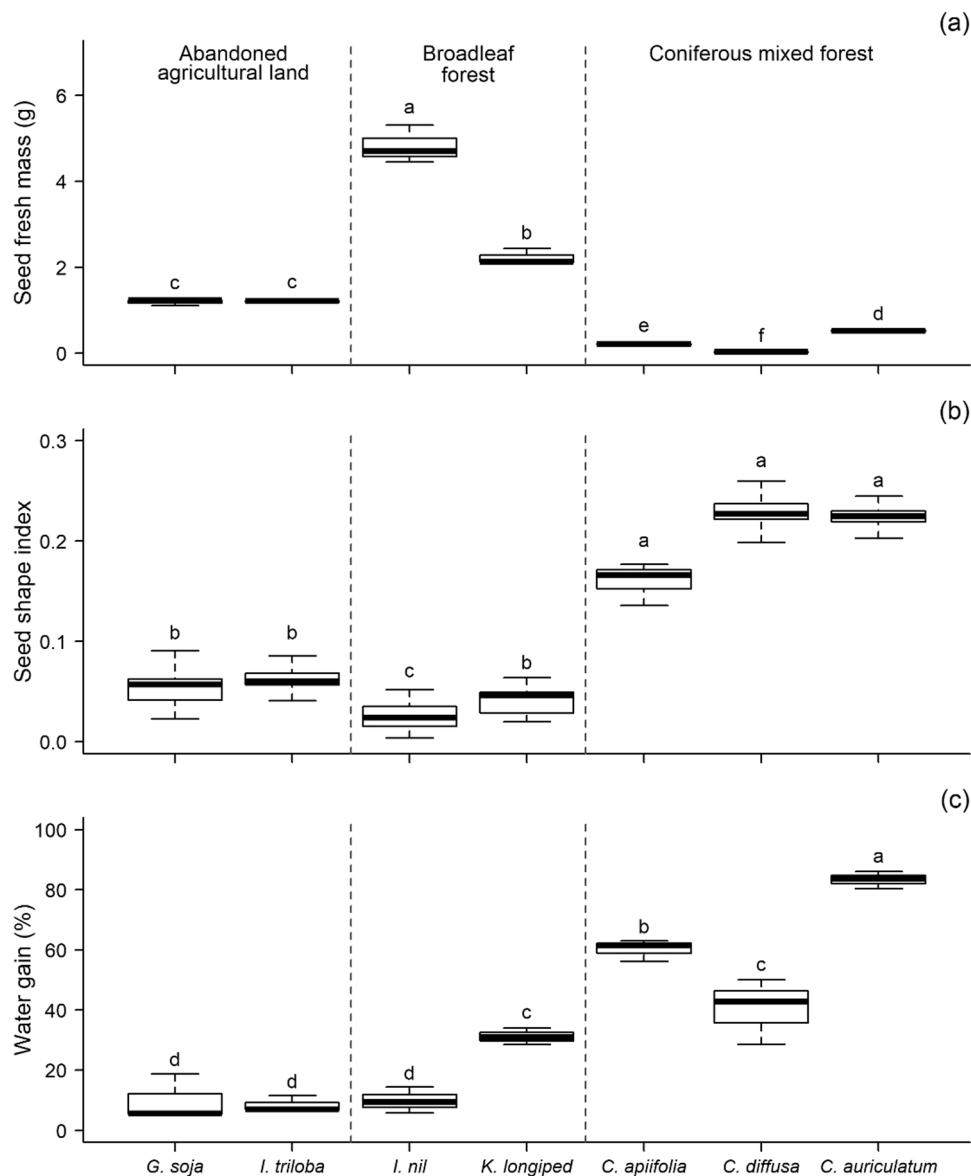 (a)
Abandoned
agricultural land
Broadleaf
forest
Coniferous mixed forest
Seed fresh mass (g)
6
4
2
0
c
c
a
b
e
f
d
(b)
Seed shape index
0.3
0.2
0.1
0.0
b
b
c
b
a
a
a
(c)
Water gain (%)
100
80
60
40
20
0
d
d
d
c
b
c
a
G. soja
I. triloba
I. nil
K. longiped
C. apiifolia
C. diffusa
C. auriculatum